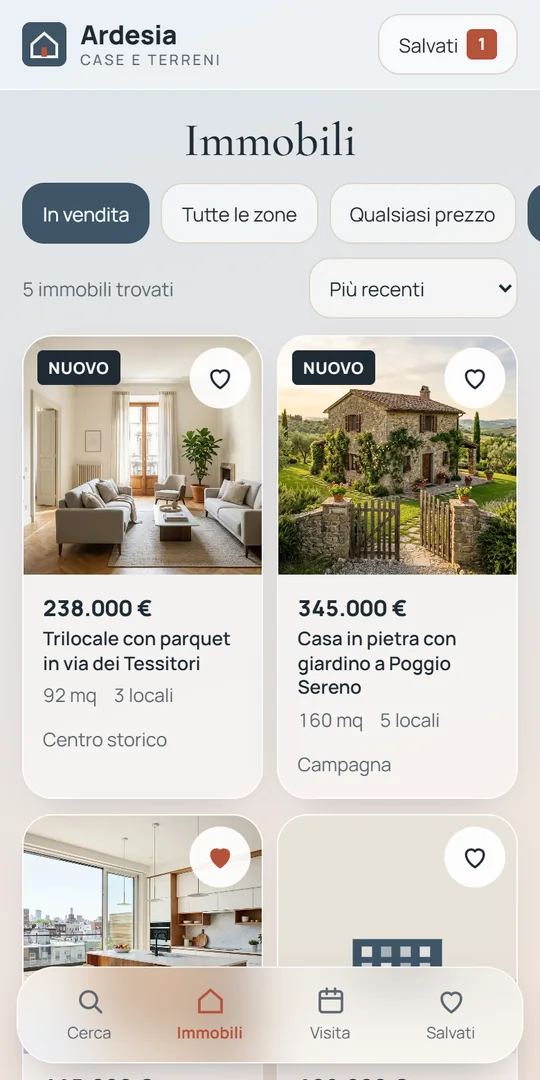 Ardesia
CASE E TERRENI
Salvati 1
Immobili
In vendita
Tutte le zone
Qualsiasi prezzo
5 immobili trovati
Più recenti
NUOVO
NUOVO
238.000 €
Trilocale con parquet
in via dei Tessitori
92 mq 3 locali
Centro storico
345.000 €
Casa in pietra con
giardino a Poggio
Sereno
160 mq 5 locali
Campagna
Cerca
Immobili
Visita
Salvati